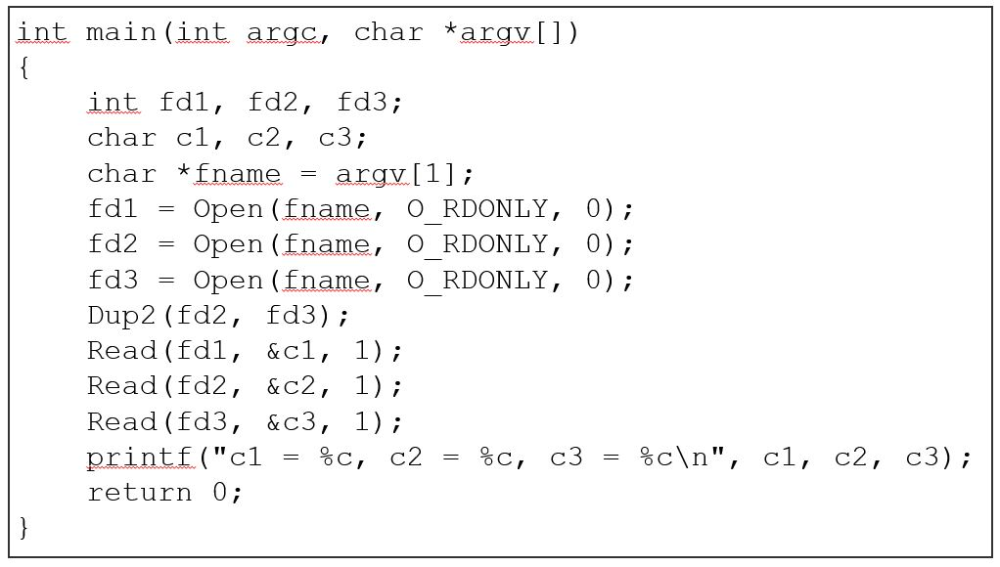 int main(int argc, char *argv[])
{
    int fd1, fd2, fd3;
    char c1, c2, c3;
    char *fname = argv[1];
    fd1 = Open(fname, O_RDONLY, 0);
    fd2 = Open(fname, O_RDONLY, 0);
    fd3 = Open(fname, O_RDONLY, 0);
    Dup2(fd2, fd3);
    Read(fd1, &c1, 1);
    Read(fd2, &c2, 1);
    Read(fd3, &c3, 1);
    printf("c1 = %c, c2 = %c, c3 = %c\n", c1, c2, c3);
    return 0;
}